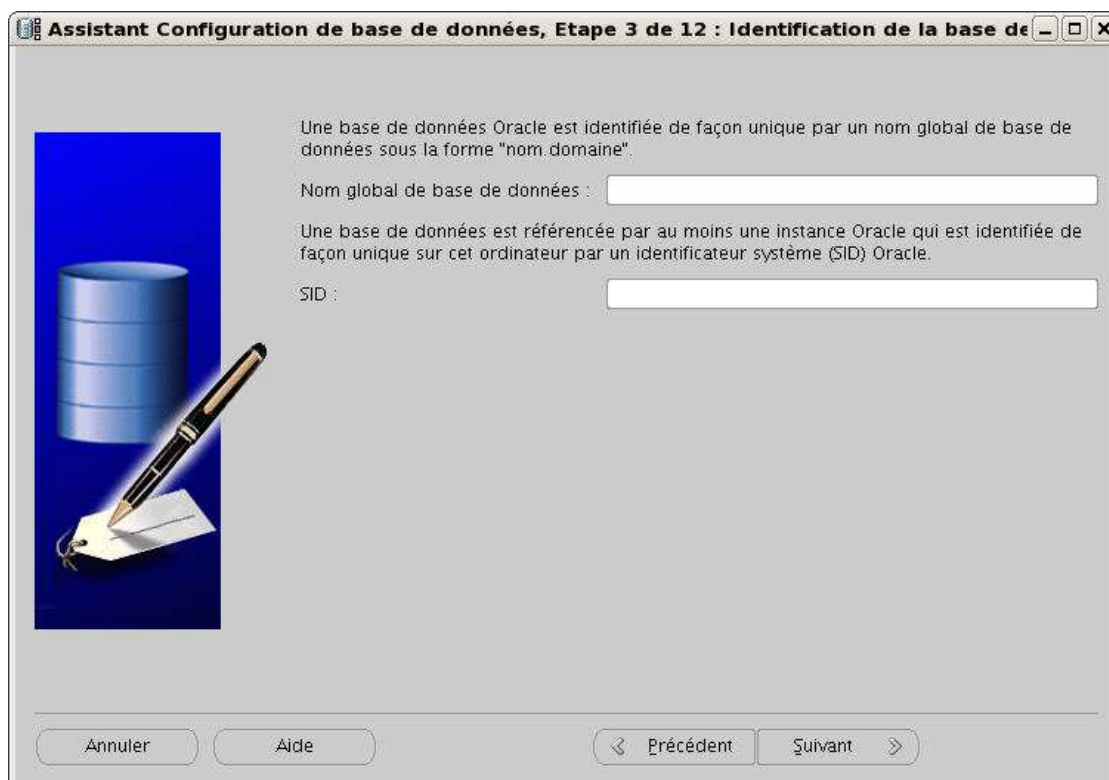 Assistant Configuration de base de données, Etape 3 de 12 : Identification de la base de
Une base de données Oracle est identifiée de façon unique par un nom global de base de
données sous la forme "nom.domaine".
Nom global de base de données :
Une base de données est référencée par au moins une instance Oracle qui est identifiée de
façon unique sur cet ordinateur par un identificateur système (SID) Oracle.
SID :
Annuler
Aide
Précédent
Suivant